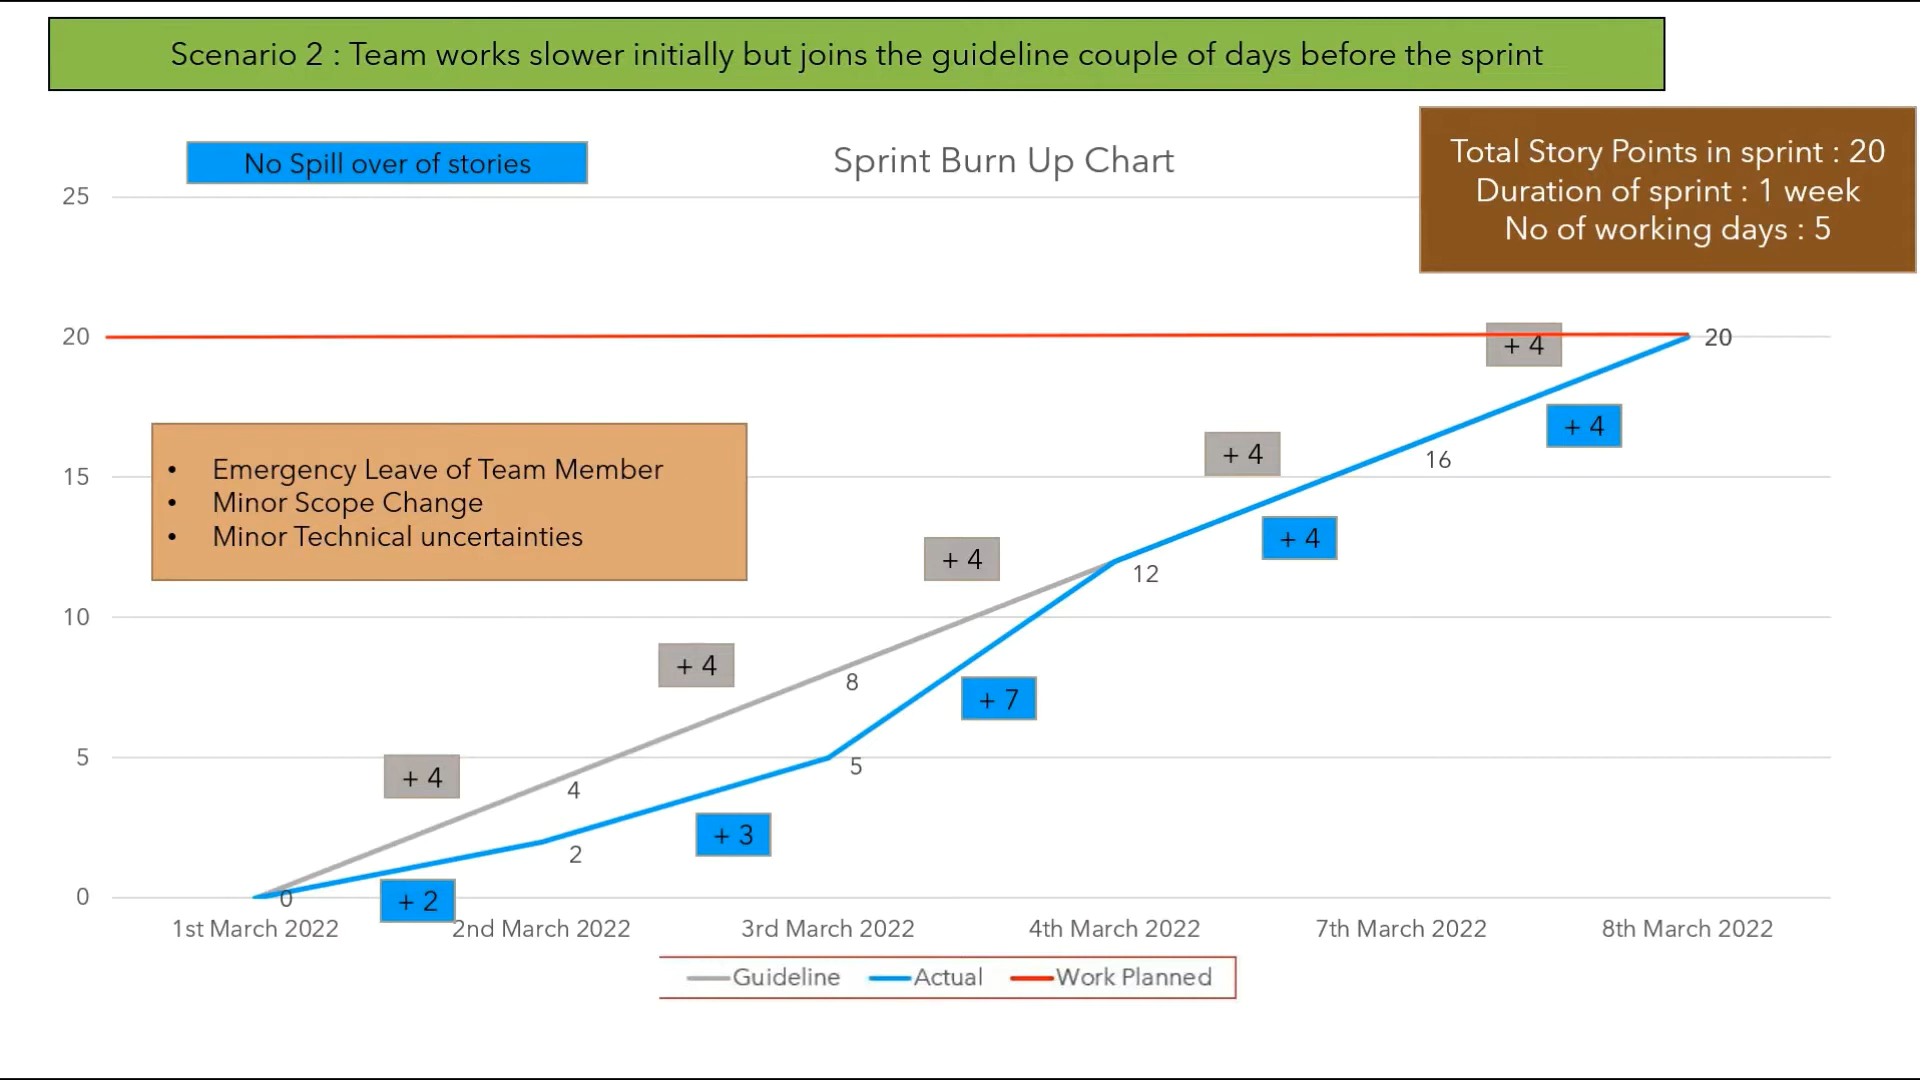 Scenario 2 : Team works slower initially but joins the guideline couple of days before the sprint
No Spill over of stories
Sprint Burn Up Chart
Total Story Points in sprint : 20
Duration of sprint : 1 week
No of working days : 5
25
20
+ 4
20
+ 4
+ 4
16
15
• Emergency Leave of Team Member
• Minor Scope Change
• Minor Technical uncertainties
+ 4
+ 4
12
10
+ 4
8
+ 7
5
5
+ 4
4
+ 3
2
0
0
+ 2
1st March 2022
2nd March 2022
3rd March 2022
4th March 2022
7th March 2022
8th March 2022
Guideline
Actual
Work Planned